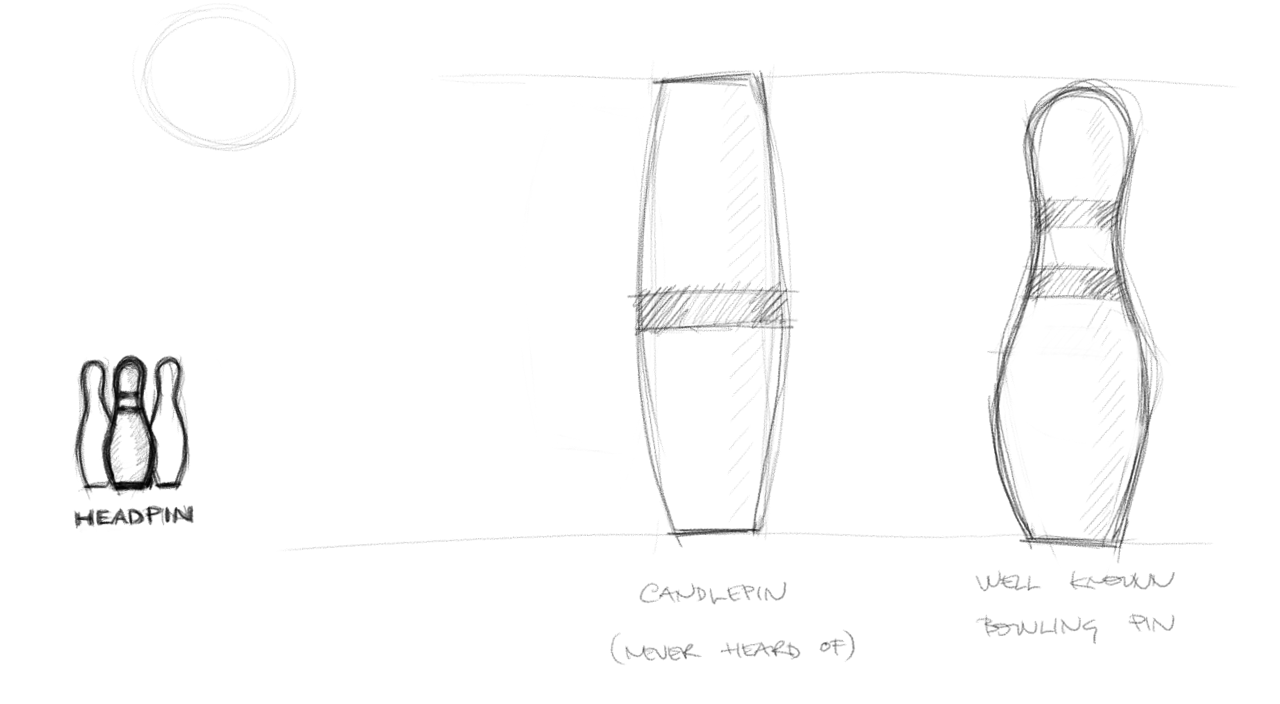 HEADPIN
CANDLEPIN
(NEVER HEARD OF)
WELL KNOWN
BOWLING PIN